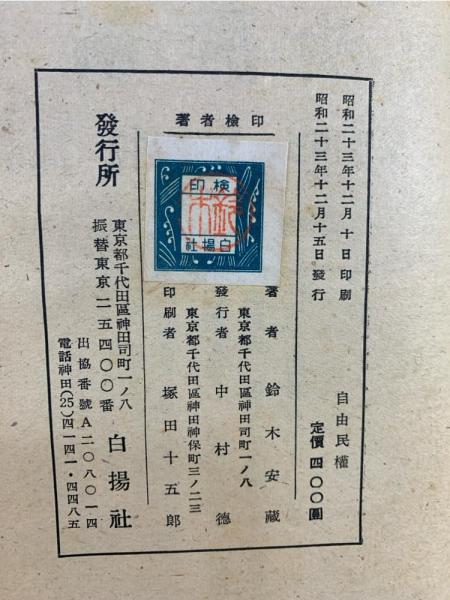 昭和二十三年十二月十日印刷
昭和二十三年十二月十五日發行
自由民權
定價四〇〇圓
著者檢印
檢印
鈴木
白揚社
著者 鈴木安藏
東京都千代田區神田司町一ノ八
發行者 中村德
東京都千代田區神田神保町三ノ二三
印刷者 塚田十五郎
發行所
東京都千代田區神田司町一ノ八
振替東京二五四〇〇番
白揚社
出協番號A二〇八〇一四
電話神田(25)四一四一・四四八五